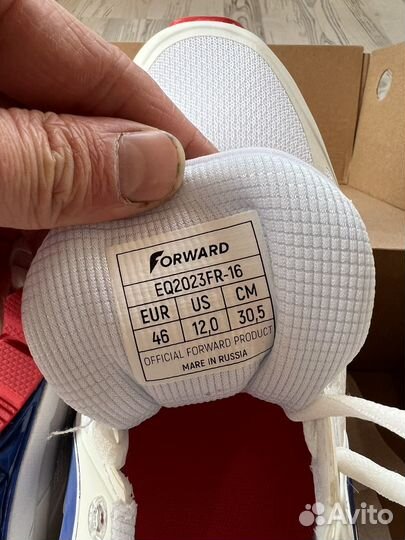 FORWARD
EQ2023FR-16
EUR US CM
46 12,0 30,5
OFFICIAL FORWARD PRODUCT
MADE IN RUSSIA
Avito